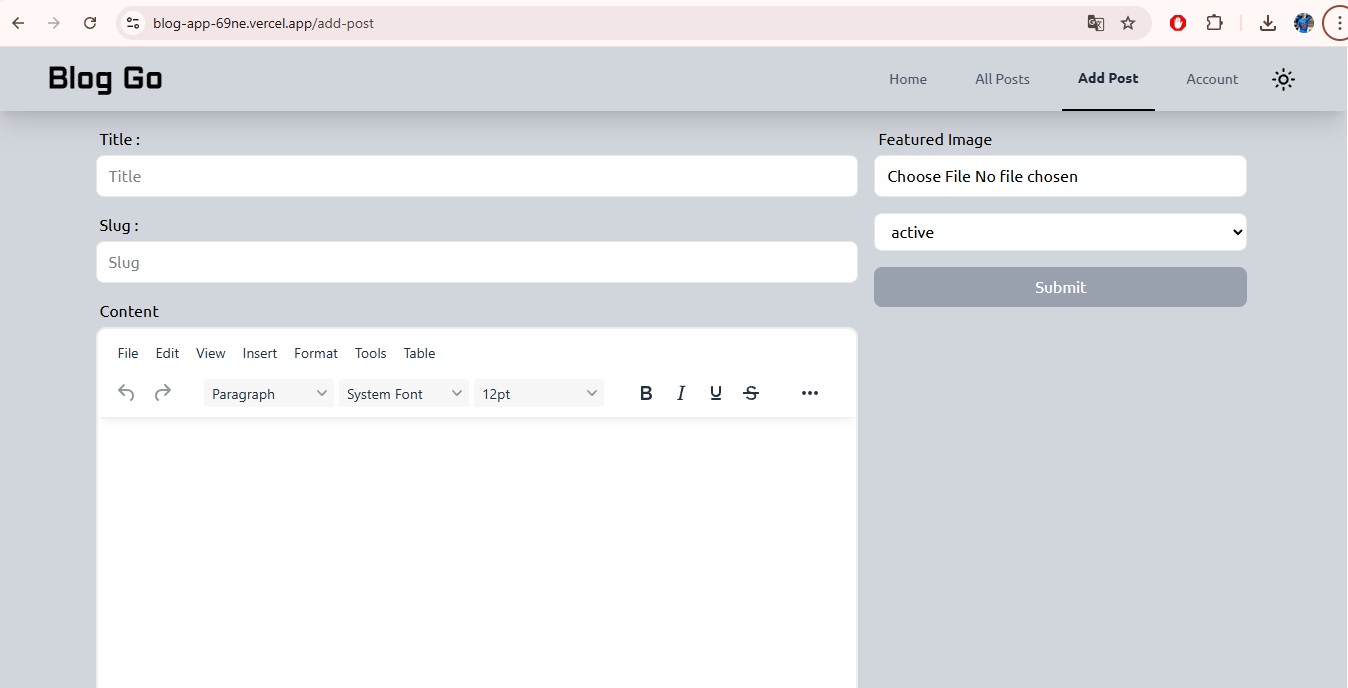 blog-app-69ne.vercel.app/add-post
Blog Go
Home
All Posts
Add Post
Account
Title :
Title
Slug :
Slug
Content
File Edit View Insert Format Tools Table
Paragraph System Font 12pt B I U S
Featured Image
Choose File No file chosen
active
Submit